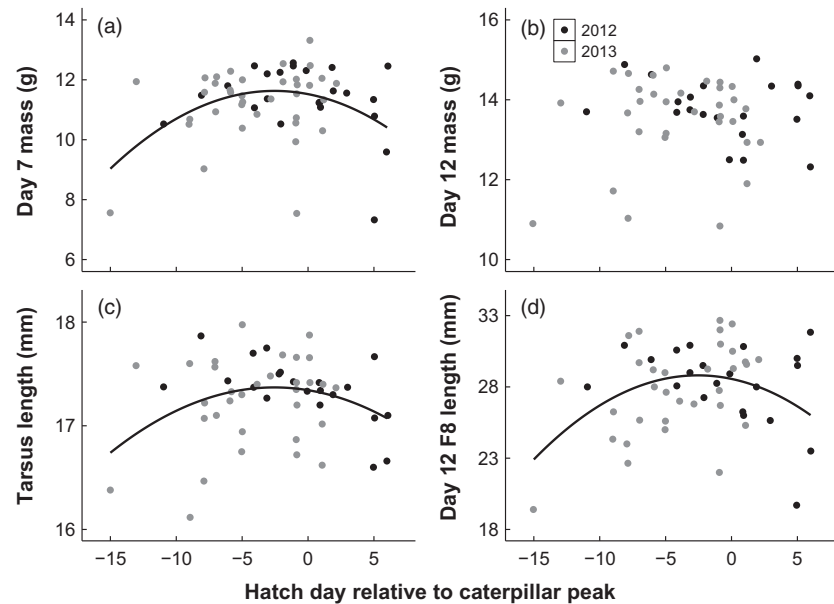 (a)
14
12
10
8
6
Day 7 mass (g)
(b)
2012
2013
16
14
12
10
Day 12 mass (g)
(c)
18
17
16
Tarsus length (mm)
−15 −10 −5 0 5
(d)
33
28
23
18
Day 12 F8 length (mm)
−15 −10 −5 0 5
Hatch day relative to caterpillar peak